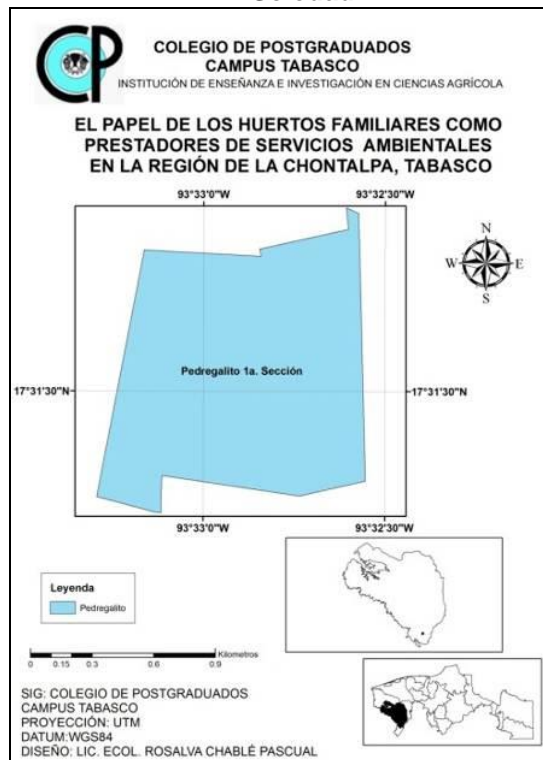 CP
COLEGIO DE POSTGRADUADOS
CAMPUS TABASCO
INSTITUCIÓN DE ENSEÑANZA E INVESTIGACIÓN EN CIENCIAS AGRÍCOLA
EL PAPEL DE LOS HUERTOS FAMILIARES COMO
PRESTADORES DE SERVICIOS AMBIENTALES
EN LA REGIÓN DE LA CHONTALPA, TABASCO
93°33'0"W 93°32'30"W
N
W E
S
Pedregalito 1a. Sección
17°31'30"N 17°31'30"N
93°33'0"W 93°32'30"W
Leyenda
Pedregalito
Kilometros
0 0.15 0.3 0.6 0.9
SIG: COLEGIO DE POSTGRADUADOS
CAMPUS TABASCO
PROYECCIÓN: UTM
DATUM:WGS84
DISEÑO: LIC. ECOL. ROSALVA CHABLÉ PASCUAL